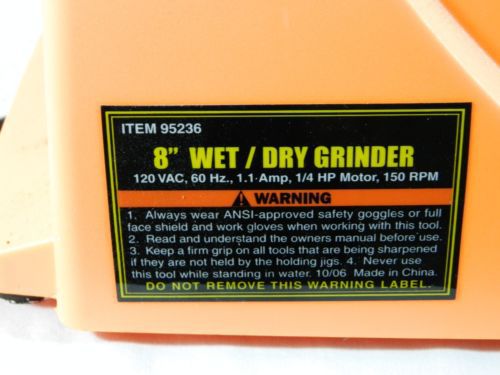 ITEM 95236
8” WET / DRY GRINDER
120 VAC, 60 Hz., 1.1 Amp, 1/4 HP Motor, 150 RPM
WARNING
1. Always wear ANSI-approved safety goggles or full
face shield and work gloves when working with this tool.
2. Read and understand the owners manual before use.
3. Keep a firm grip on all tools that are being sharpened
if they are not held by the holding jigs. 4. Never use
this tool while standing in water. 10/06 Made in China.
DO NOT REMOVE THIS WARNING LABEL.